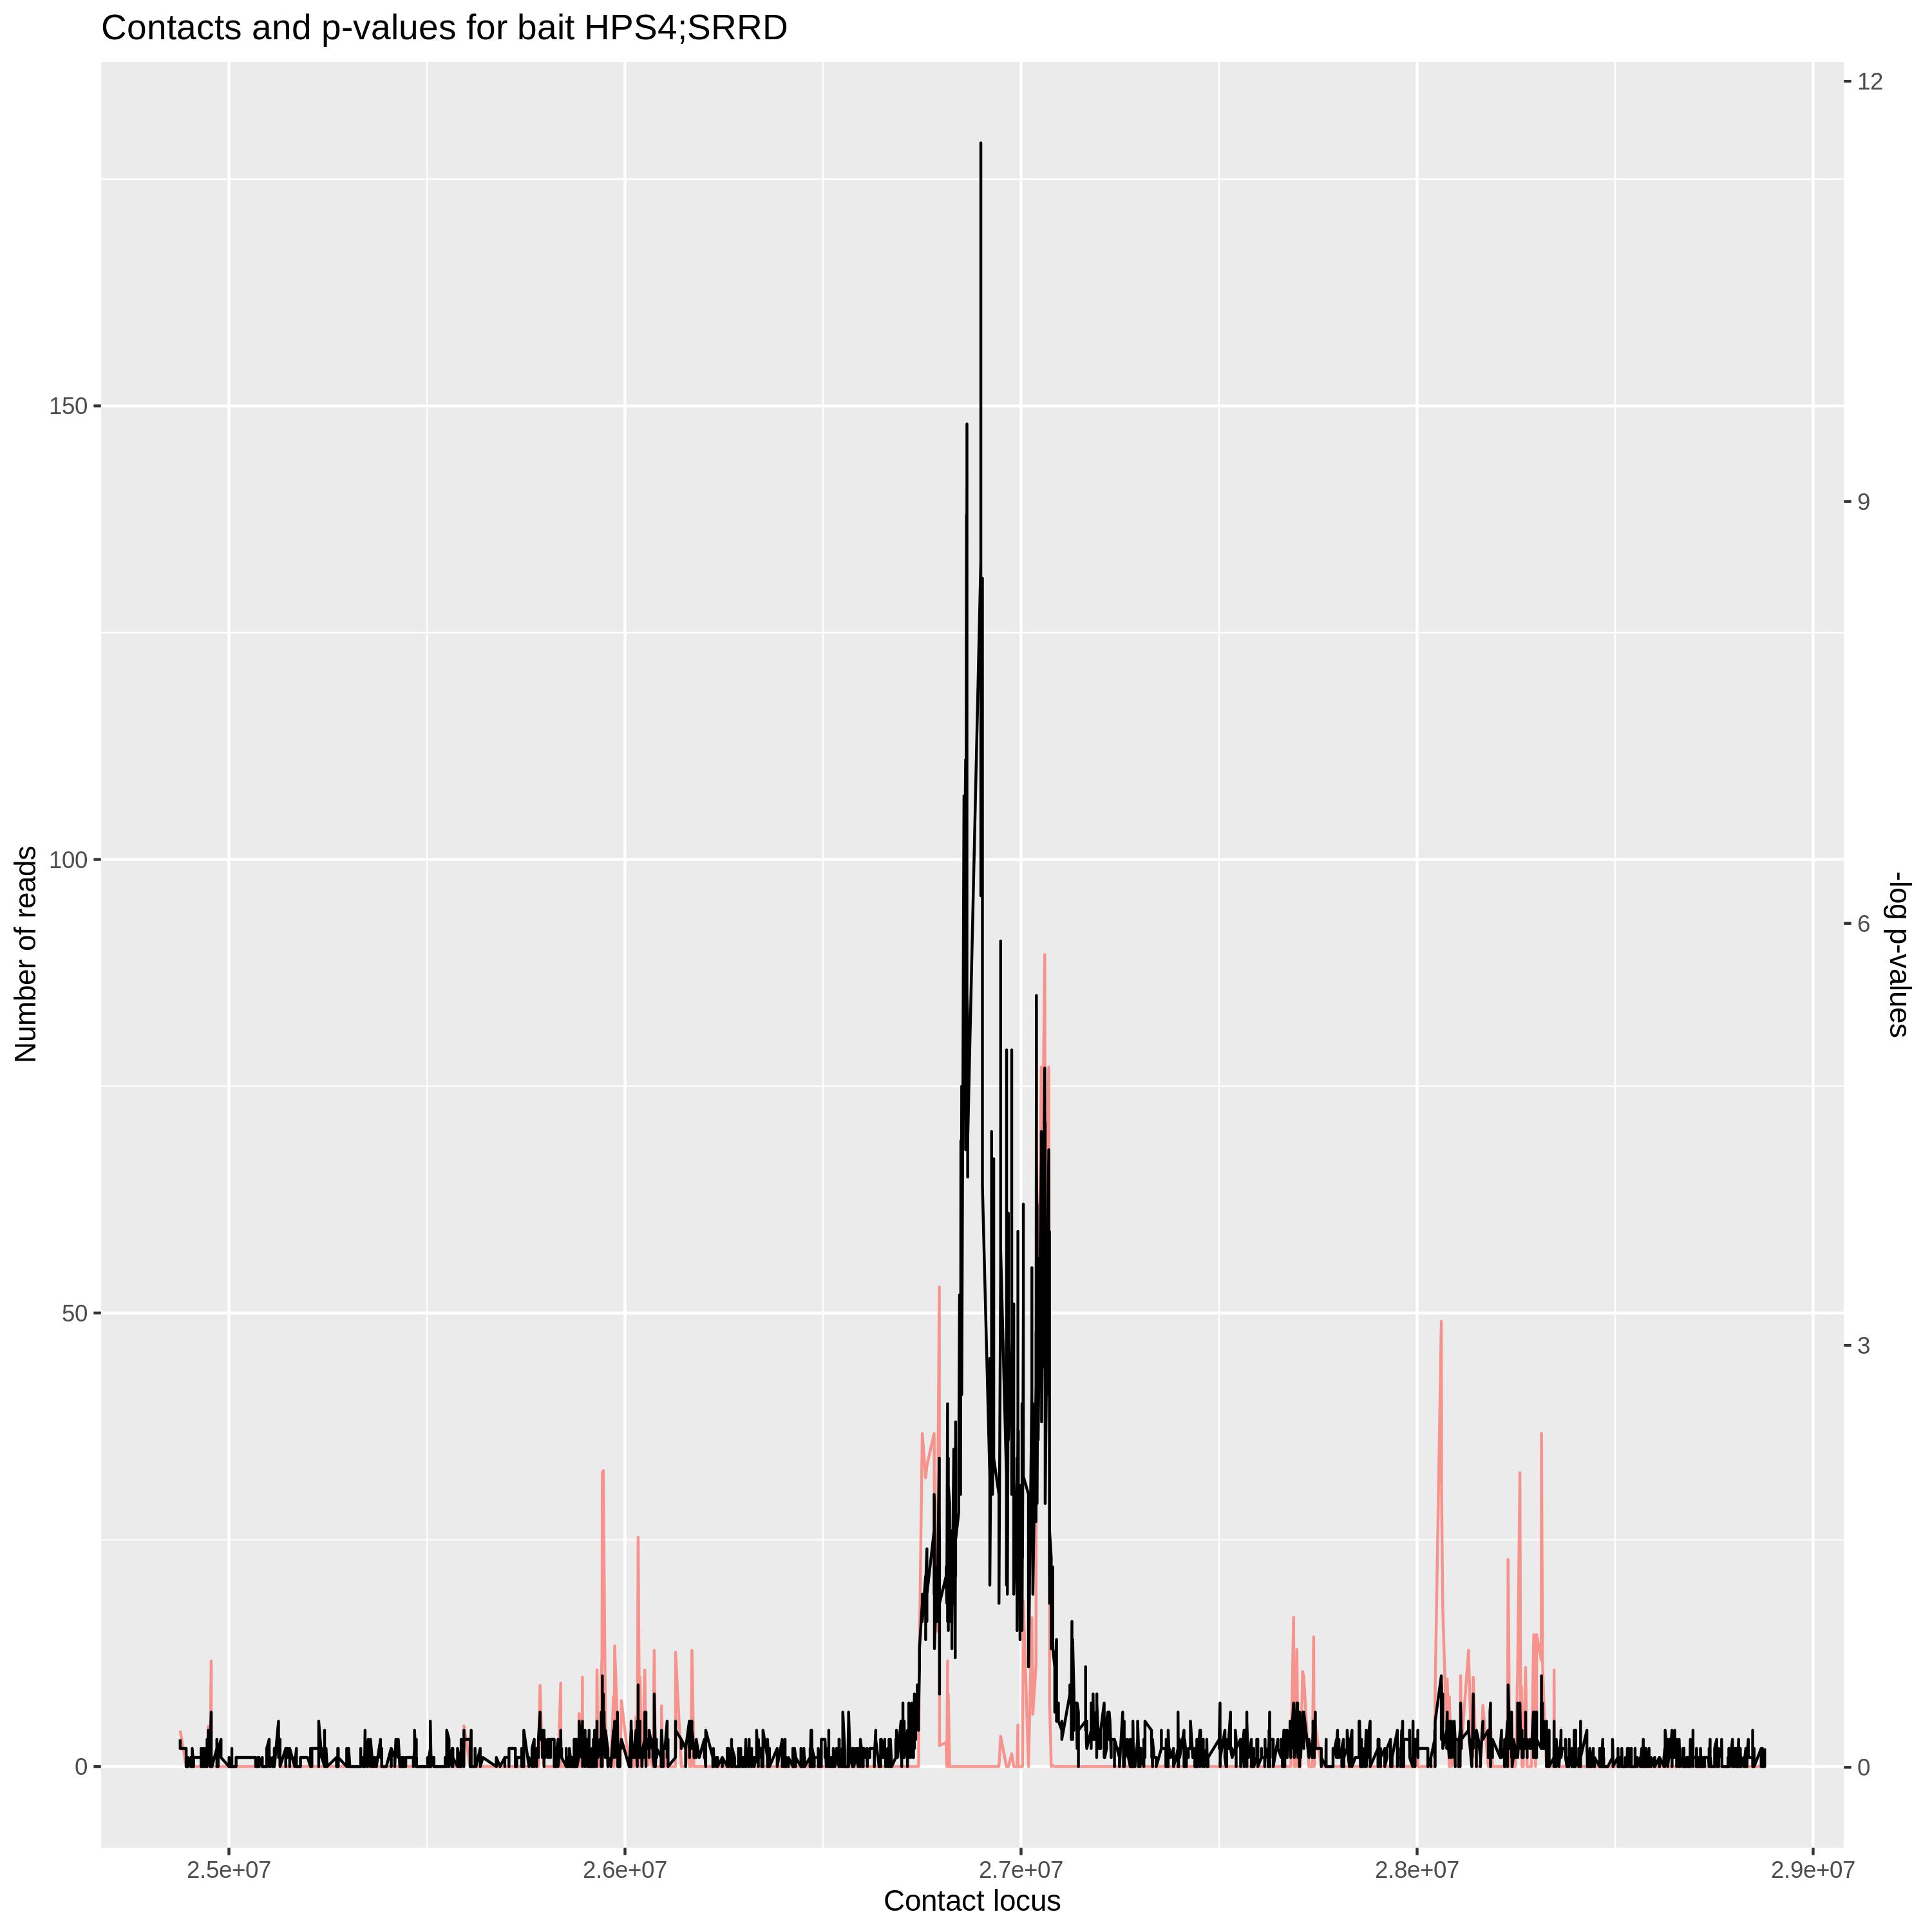 Contacts and p-values for bait HPS4;SRRD
12
150
9
100
6
Number of reads
-log p-values
50
3
0
0
2.5e+07
2.6e+07
2.7e+07
2.8e+07
2.9e+07
Contact locus